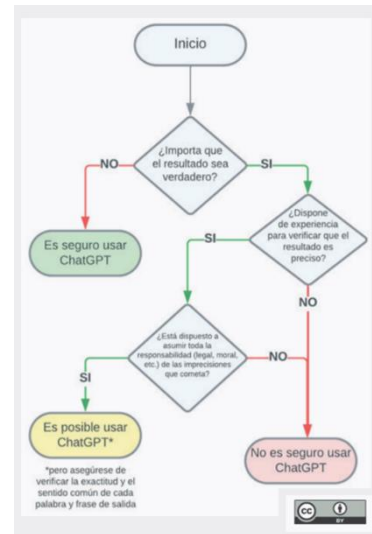 Inicio
¿Importa que
el resultado sea
verdadero?
NO
SI
¿Dispone
de experiencia
para verificar que el
resultado es
preciso?
Es seguro usar
ChatGPT
SI
NO
¿Está dispuesto a
asumir toda la
responsabilidad (legal, moral,
etc.) de las imprecisiones
que cometa?
NO
SI
Es posible usar
ChatGPT*
No es seguro usar
ChatGPT
*pero asegúrese de
verificar la exactitud y el
sentido común de cada
palabra y frase de salida
cc
BY